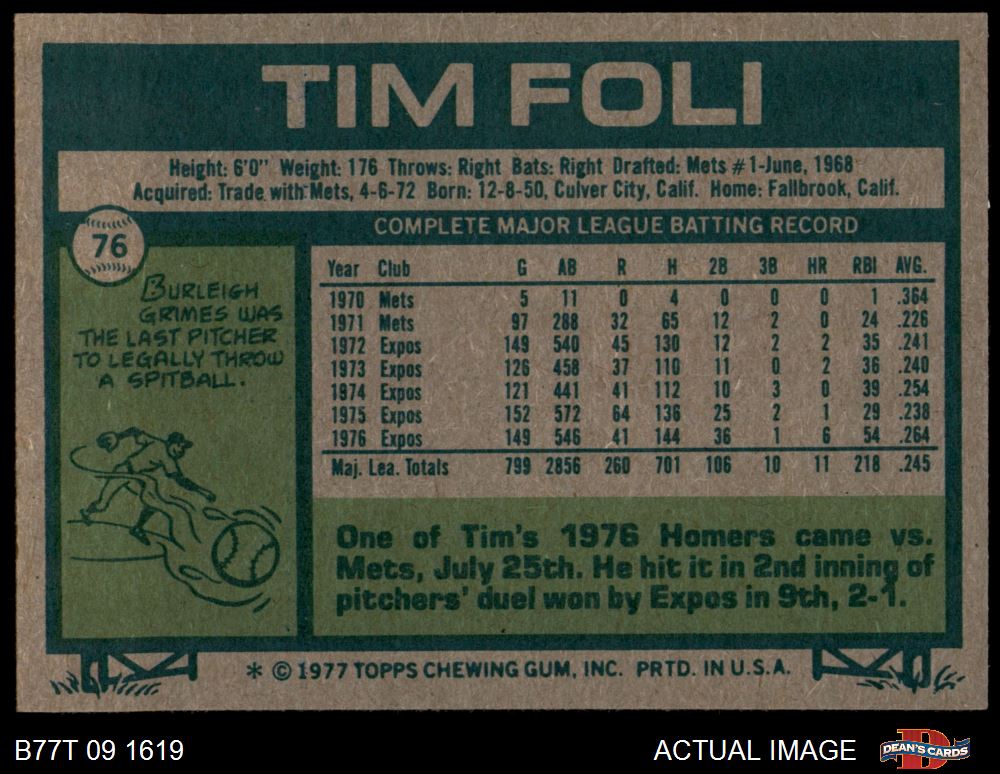 TIM FOLI
Height: 6'0" Weight: 176 Throws: Right Bats: Right Drafted: Mets #1-June, 1968
Acquired: Trade with Mets, 4-6-72 Born: 12-8-50, Culver City, Calif. Home: Fallbrook, Calif.
76
BURLEIGH
GRIMES WAS
THE LAST PITCHER
TO LEGALLY THROW
A SPITBALL.
COMPLETE MAJOR LEAGUE BATTING RECORD
Year Club G AB R H 2B 3B HR RBI AVG.
1970 Mets 5 11 0 4 0 0 0 1 .364
1971 Mets 97 288 32 65 12 2 0 24 .226
1972 Expos 149 540 45 130 12 2 2 35 .241
1973 Expos 126 458 37 110 11 0 2 36 .240
1974 Expos 121 441 41 112 10 3 0 39 .254
1975 Expos 152 572 64 136 25 2 1 29 .238
1976 Expos 149 546 41 144 36 1 6 54 .264
Maj. Lea. Totals 799 2856 260 701 106 10 11 218 .245
One of Tim's 1976 Homers came vs.
Mets, July 25th. He hit it in 2nd inning of
pitchers' duel won by Expos in 9th, 2-1.
* © 1977 TOPPS CHEWING GUM, INC. PRTD. IN U.S.A.
B77T 09 1619 ACTUAL IMAGE DEAN'S CARDS